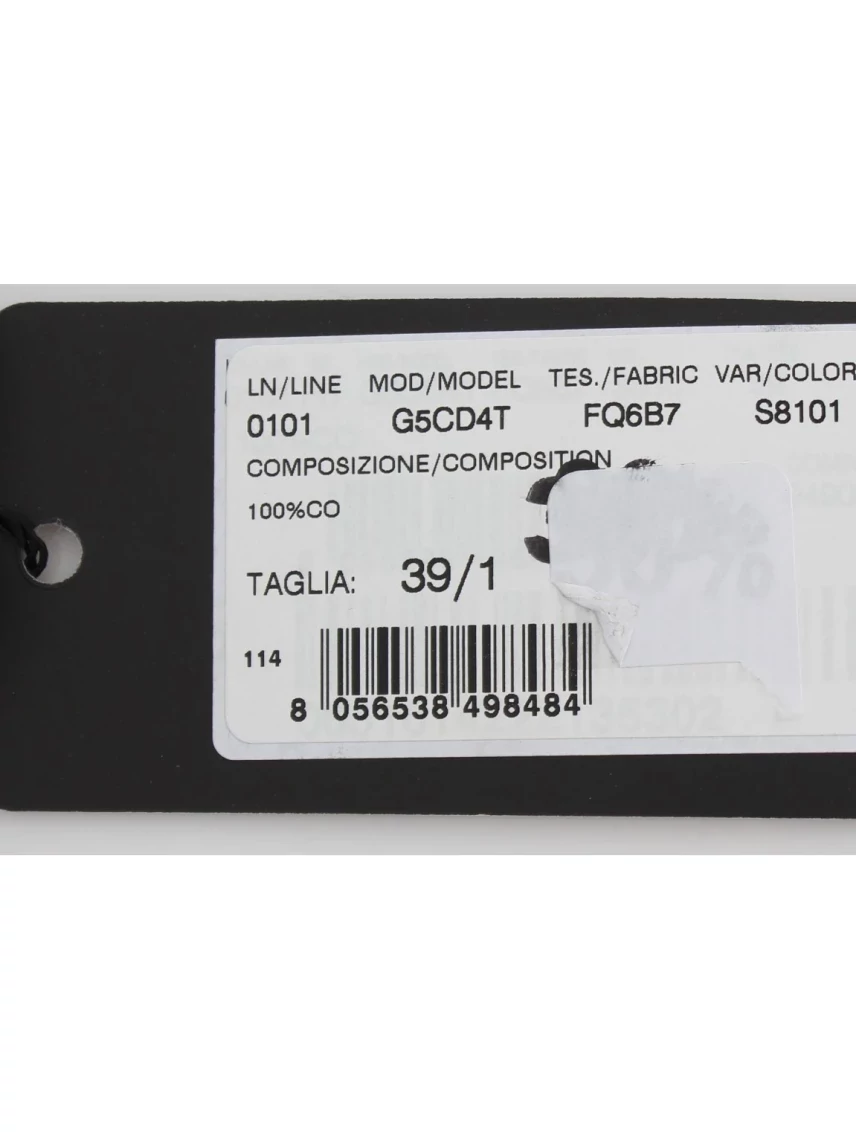 LN/LINE MOD/MODEL TES./FABRIC VAR/COLOR
0101 G5CD4T FQ6B7 S8101
COMPOSIZIONE/COMPOSITION
100%CO
TAGLIA: 39/1
114
8 056538 498484